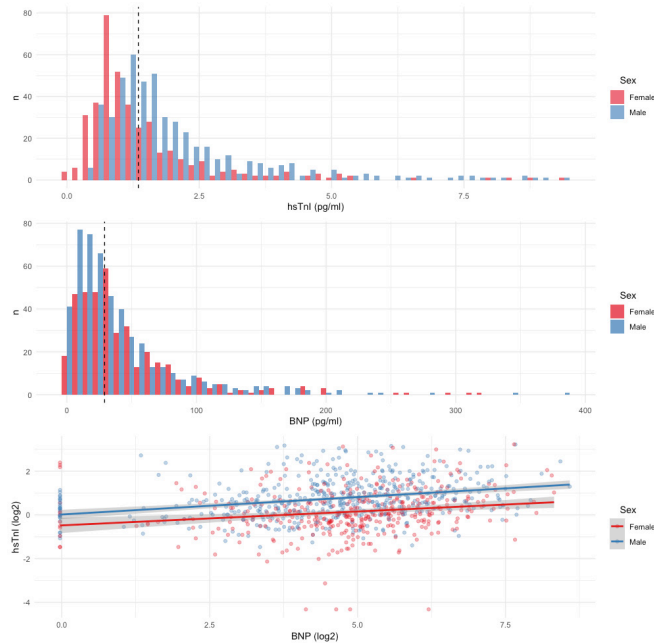 80
60
40
20
0
n
0.0 2.5 5.0 7.5
hsTnI (pg/ml)
Sex
Female
Male
80
60
40
20
0
n
0 100 200 300 400
BNP (pg/ml)
Sex
Female
Male
2
0
-2
-4
hsTnI (log2)
0.0 2.5 5.0 7.5
BNP (log2)
Sex
Female
Male